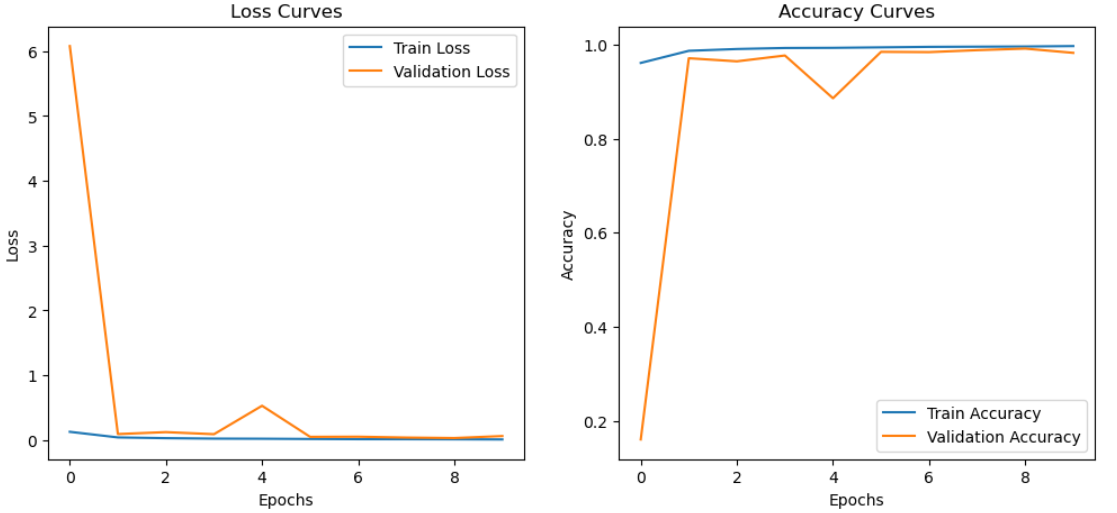 Loss Curves
6
5
4
3
2
1
0
Loss
0 2 4 6 8
Epochs
Train Loss
Validation Loss
Accuracy Curves
1.0
0.8
0.6
0.4
0.2
Accuracy
0 2 4 6 8
Epochs
Train Accuracy
Validation Accuracy